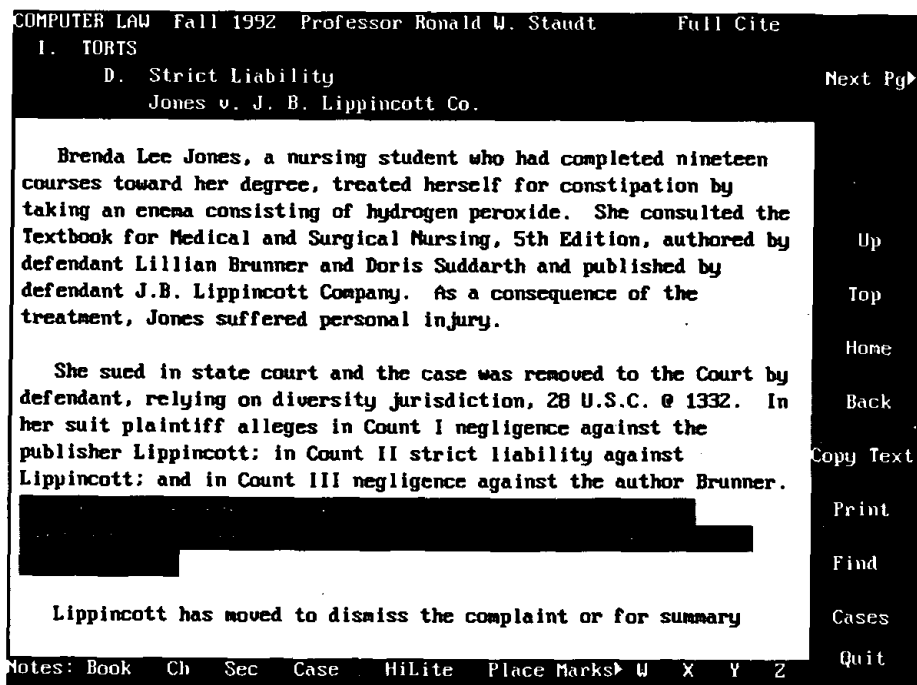 COMPUTER LAW Fall 1992 Professor Ronald W. Staudt Full Cite
I. TORTS
D. Strict Liability
Next Pg
Jones v. J. B. Lippincott Co.
Brenda Lee Jones, a nursing student who had completed nineteen
courses toward her degree, treated herself for constipation by
taking an enema consisting of hydrogen peroxide. She consulted the
Textbook for Medical and Surgical Nursing, 5th Edition, authored by
defendant Lillian Brunner and Doris Suddarth and published by
defendant J.B. Lippincott Company. As a consequence of the
treatment, Jones suffered personal injury.
She sued in state court and the case was removed to the Court by
defendant, relying on diversity jurisdiction, 28 U.S.C. @ 1332. In
her suit plaintiff alleges in Count I negligence against the
publisher Lippincott; in Count II strict liability against
Lippincott; and in Count III negligence against the author Brunner.
Lippincott has moved to dismiss the complaint or for summary
Up
Top
Home
Back
Copy Text
Print
Find
Cases
Quit
Notes: Book Ch Sec Case HiLite Place Marks W X Y Z